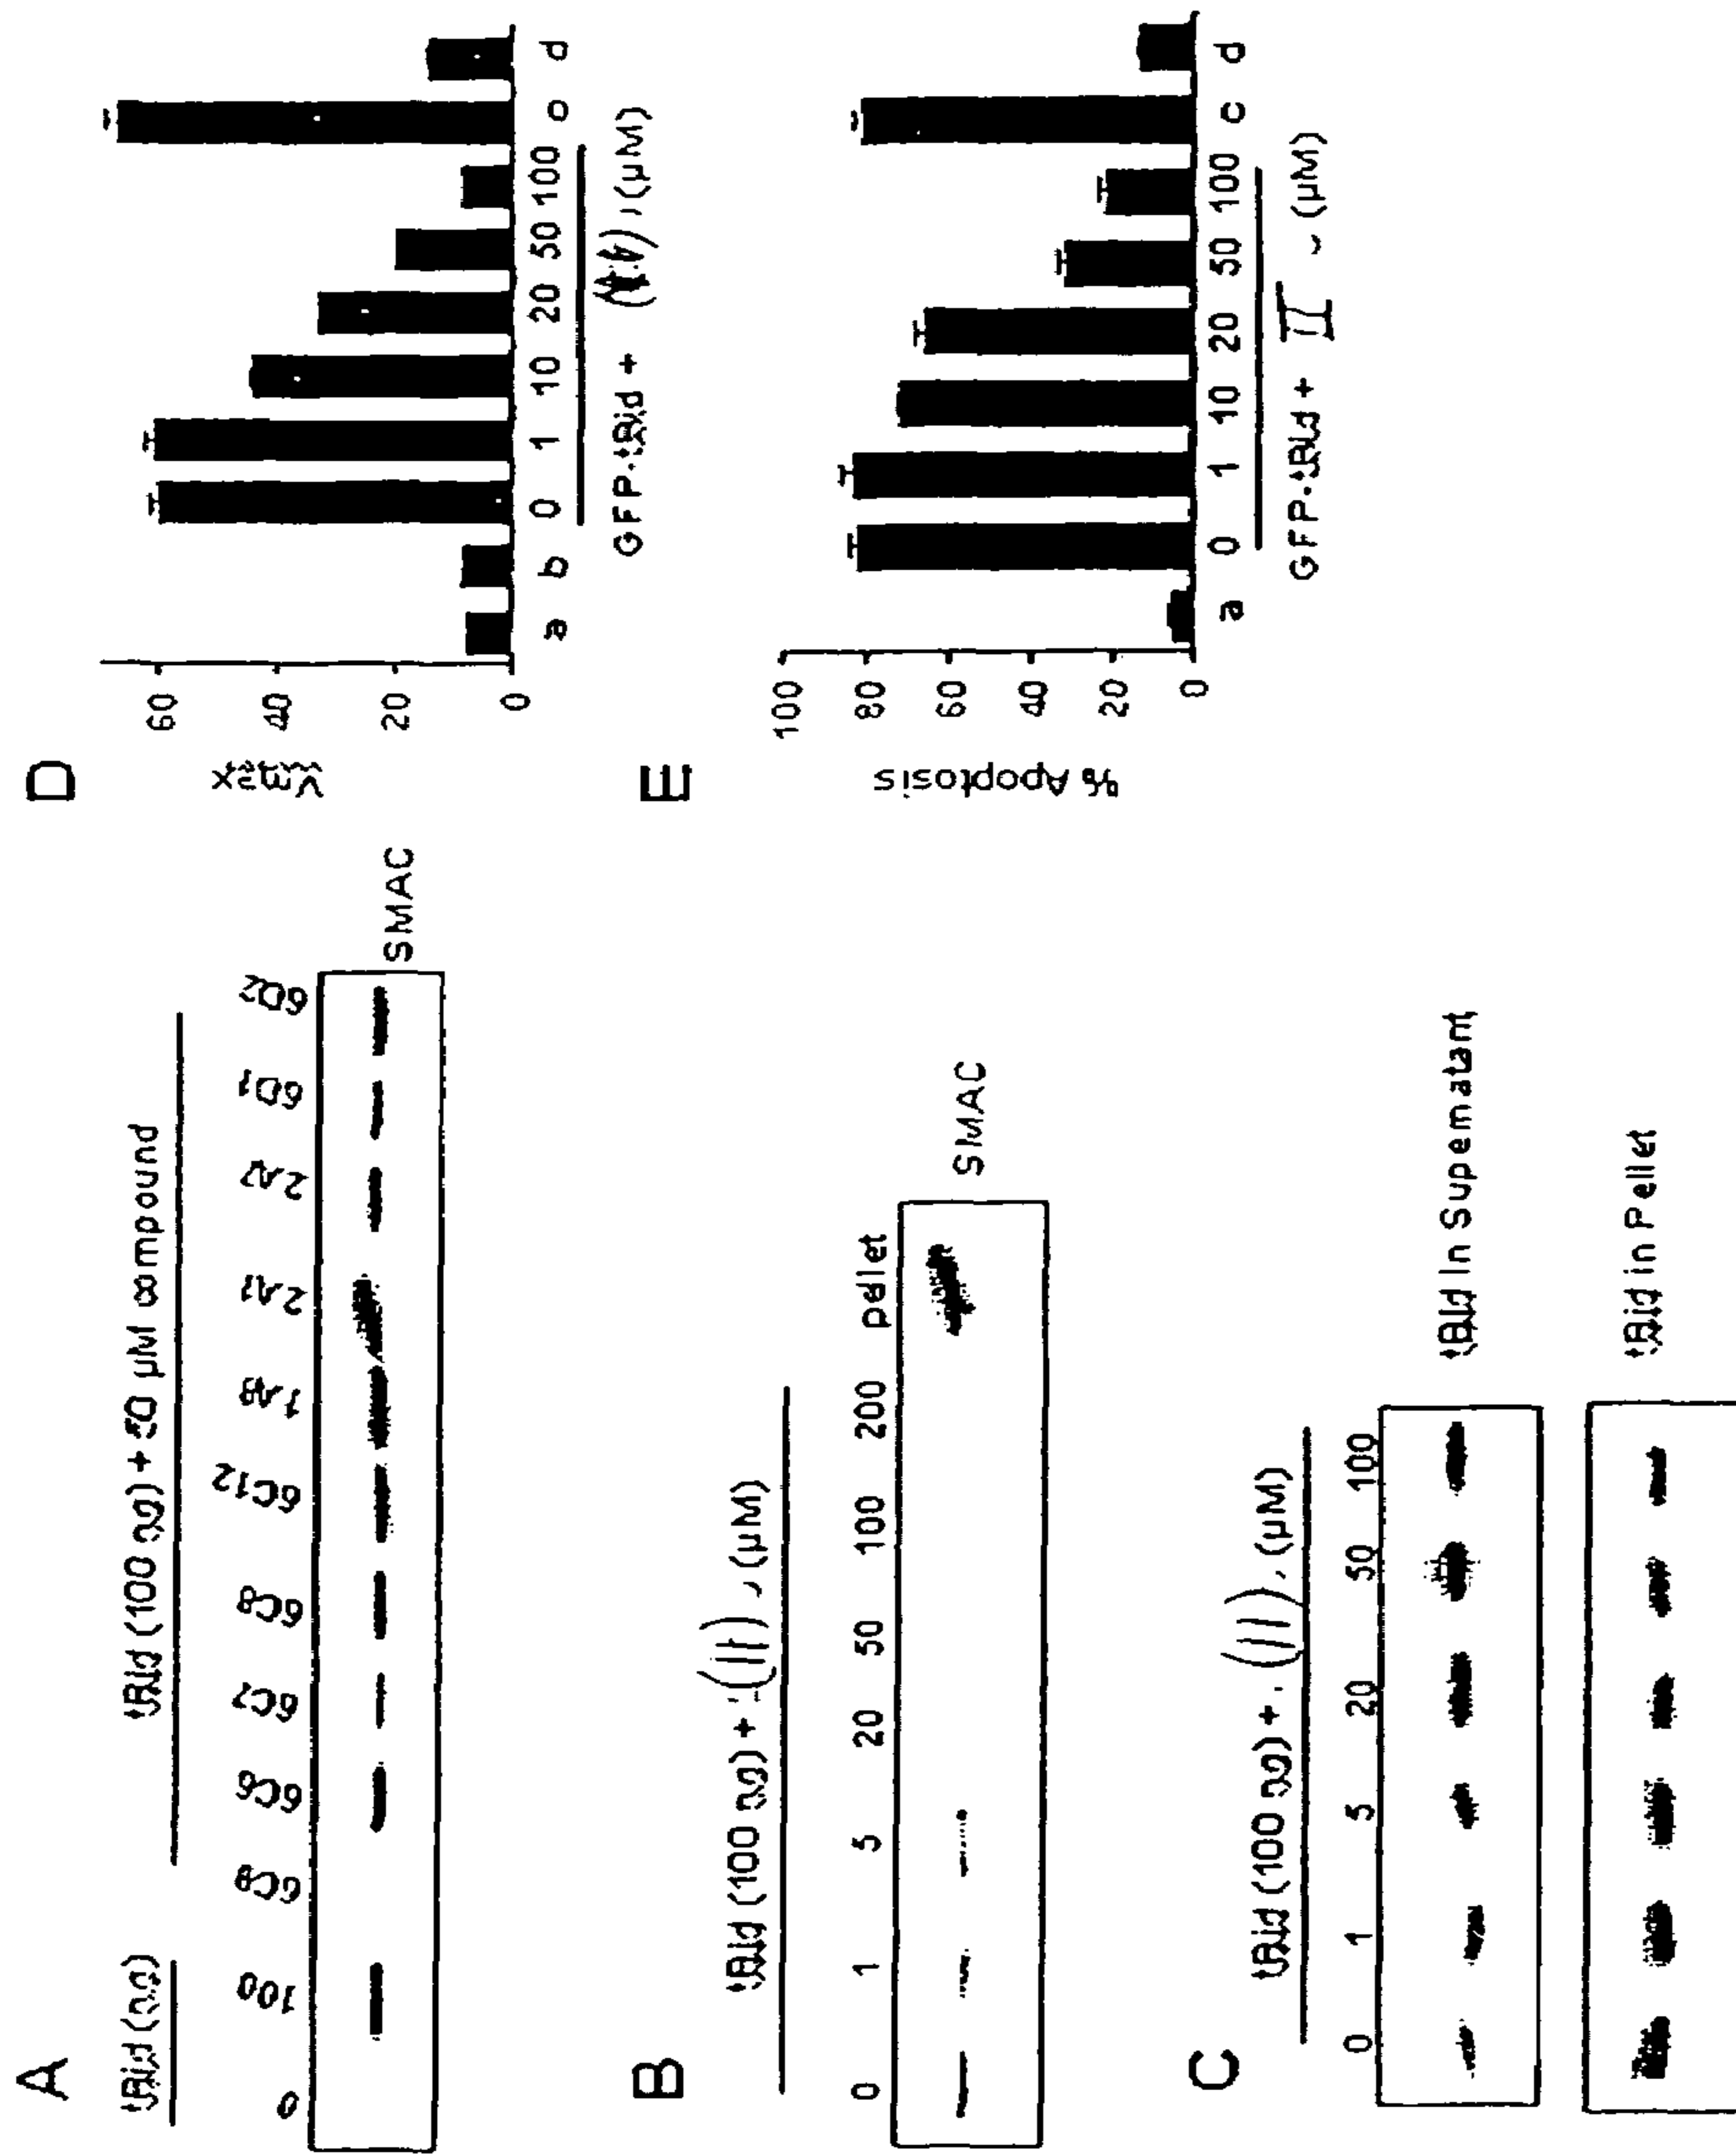 A
tBid (ng)
tBid (100 ng) + 50 µM compound
0 100 6C9 6C6 6C7 6C8 6C12 1A8 2A1 2A7 6D1 6D2
SMAC
B
tBid (100 ng) + (II), (µM)
0 1 5 20 50 100 200 pellet
SMAC
C
tBid (100 ng) + (II), (µM)
0 1 5 20 50 100
tBid In Supernatant
tBid in Pellet
D
Vmax
60
40
20
0
a b 0 1 10 20 50 100 c d
GFP-tBid + (µM)
E
% Apoptosis
100
80
60
40
20
0
a 0 1 10 20 50 100 c d
GFP-tBid + II (µM)